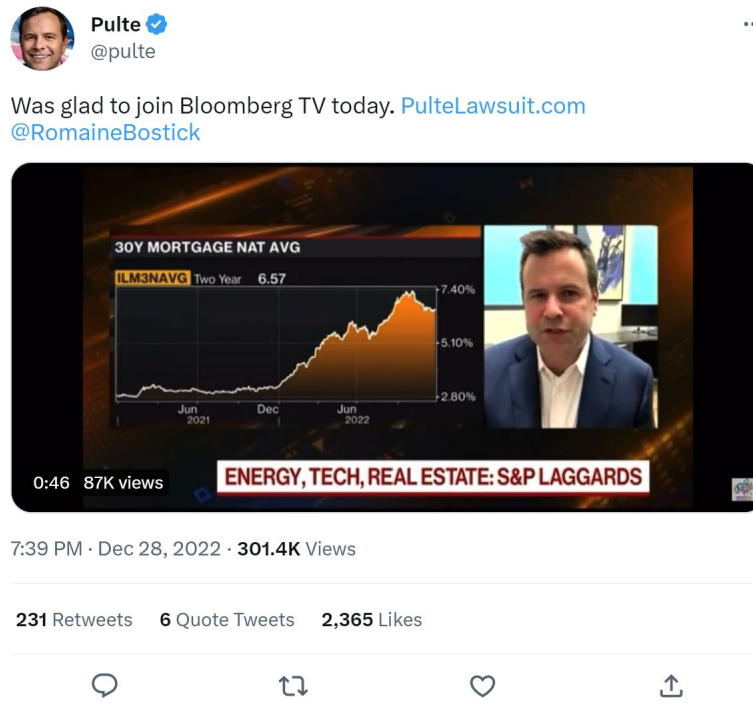 Pulte
@pulte
Was glad to join Bloomberg TV today. PulteLawsuit.com
@RomaineBostick
30Y MORTGAGE NAT AVG
ILM3NAVG Two Year 6.57
7.40%
5.10%
2.80%
Jun Dec Jun
2021 2022
0:46 87K views
ENERGY, TECH, REAL ESTATE: S&P LAGGARDS
7:39 PM · Dec 28, 2022 · 301.4K Views
231 Retweets 6 Quote Tweets 2,365 Likes